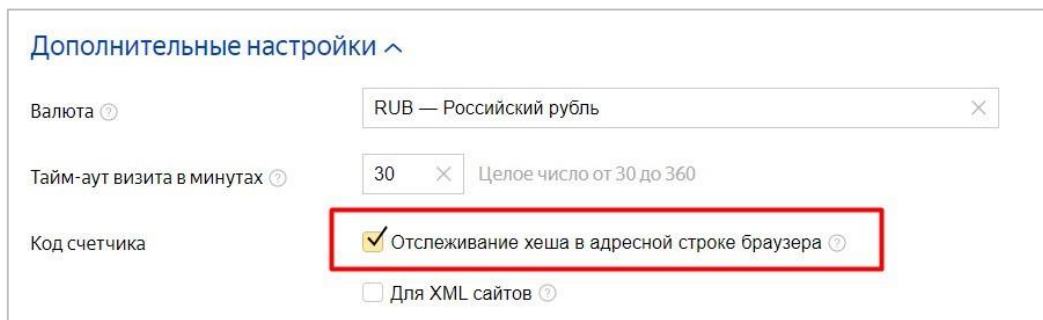 Дополнительные настройки
Валюта ?
RUB — Российский рубль
Тайм-аут визита в минутах ?
30
Целое число от 30 до 360
Код счетчика
Отслеживание хеша в адресной строке браузера ?
Для XML сайтов ?